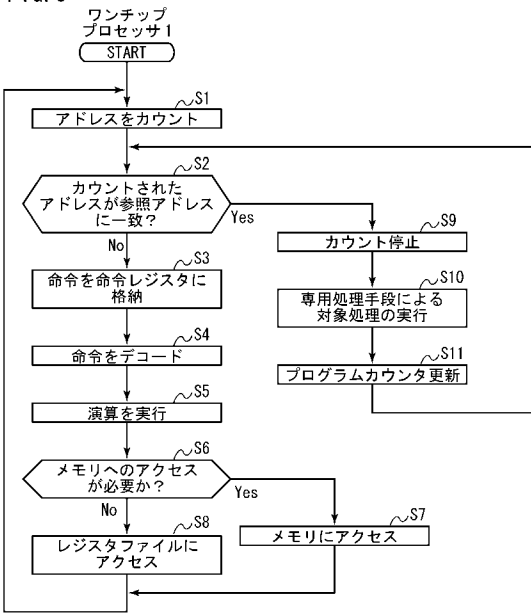 ワンチップ
プロセッサ1
START
S1
アドレスをカウント
S2
カウントされた
アドレスが参照アドレス
に一致？
Yes
No
S3
命令を命令レジスタに
格納
S4
命令をデコード
S5
演算を実行
S6
メモリへのアクセス
が必要か？
Yes
No
S7
メモリにアクセス
S8
レジスタファイルに
アクセス
S9
カウント停止
S10
専用処理手段による
対象処理の実行
S11
プログラムカウンタ更新